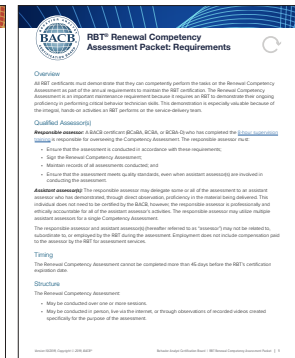 BACB
RBT® Renewal Competency
Assessment Packet: Requirements
Overview
All RBT certificants must demonstrate that they can competently perform the tasks on the Renewal Competency
Assessment as part of the annual requirements to maintain the RBT certification. The Renewal Competency
Assessment is an important maintenance requirement because it requires an RBT to demonstrate their ongoing
proficiency in performing critical behavior technician skills. This demonstration is especially valuable because of
the integral, hands-on activities an RBT performs on the service-delivery team.
Qualified Assessor(s)
Responsible assessor: A BACB certificant (BCaBA, BCBA, or BCBA-D) who has completed the 8-hour supervision
training is responsible for overseeing the Competency Assessment. The responsible assessor must:
• Ensure that the assessment is conducted in accordance with these requirements;
• Sign the Renewal Competency Assessment;
• Maintain records of all assessments conducted; and
• Ensure that the assessment meets quality standards, even when assistant assessor(s) are involved in
conducting the assessment.
Assistant assessor(s): The responsible assessor may delegate some or all of the assessment to an assistant
assessor who has demonstrated, through direct observation, proficiency in the material being delivered. This
individual does not need to be certified by the BACB; however, the responsible assessor is professionally and
ethically accountable for all of the assistant assessor's activities. The responsible assessor may utilize multiple
assistant assessors for a single Competency Assessment.
The responsible assessor and assistant assessor(s) (hereafter referred to as "assessor") may not be related to,
subordinate to, or employed by the RBT during the assessment. Employment does not include compensation paid
to the assessor by the RBT for assessment services.
Timing
The Renewal Competency Assessment cannot be completed more than 45 days before the RBT's certification
expiration date.
Structure
The Renewal Competency Assessment:
• May be conducted over one or more sessions.
• May be conducted in person, live via the internet, or through observations of recorded videos created
specifically for the purpose of the assessment.